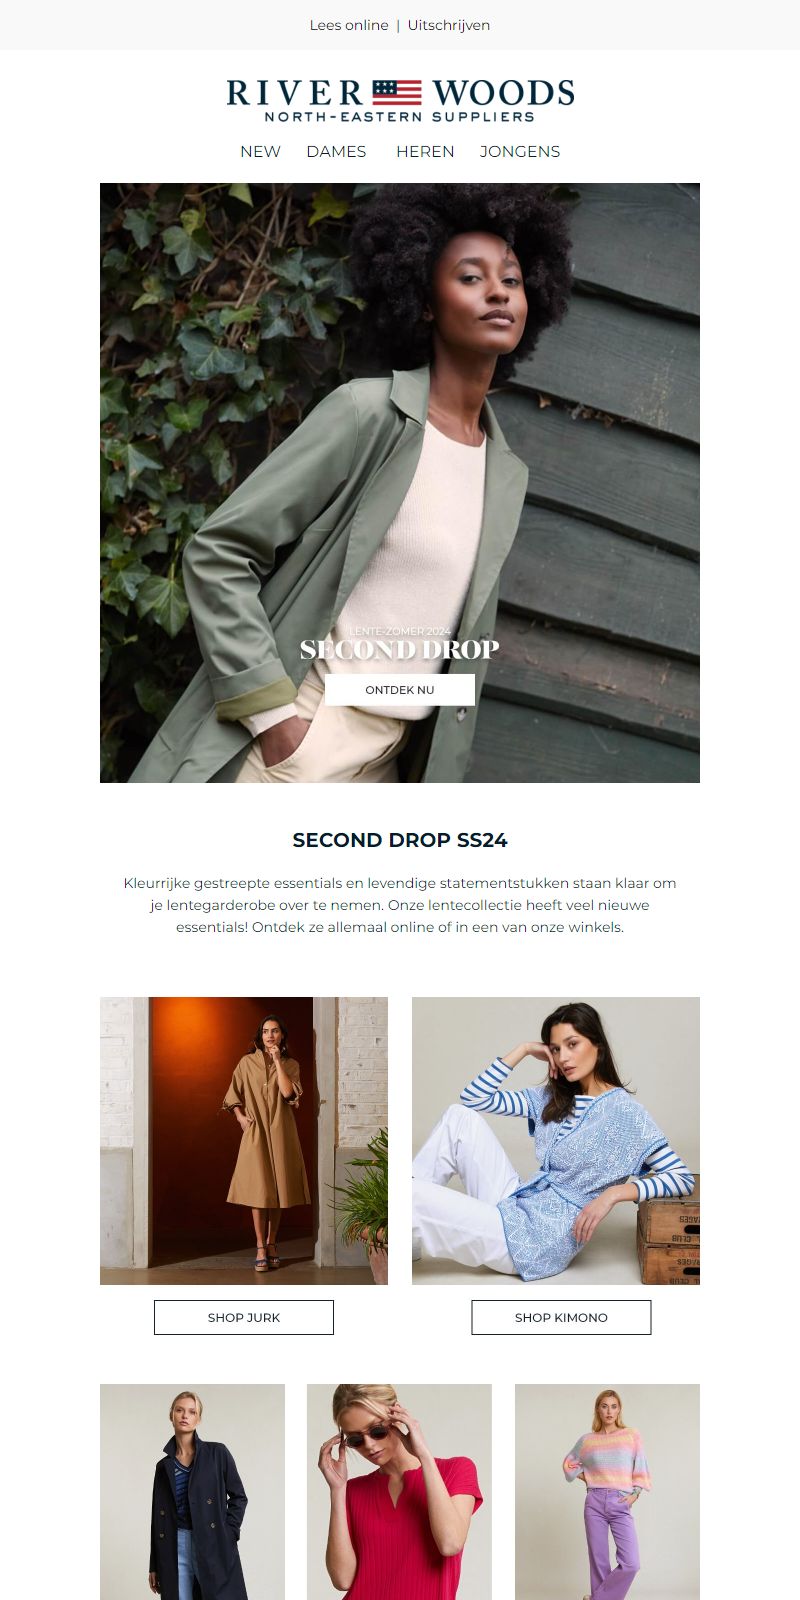 Lees online | Uitschrijven
RIVER WOODS
NORTH-EASTERN SUPPLIERS
NEW DAMES HEREN JONGENS
LENTE-ZOMER 2024
SECOND DROP
ONTDEK NU
SECOND DROP SS24
Kleurrijke gestreepte essentials en levendige statementstukken staan klaar om
je lentegarderobe over te nemen. Onze lentecollectie heeft veel nieuwe
essentials! Ontdek ze allemaal online of in een van onze winkels.
SHOP JURK
SHOP KIMONO